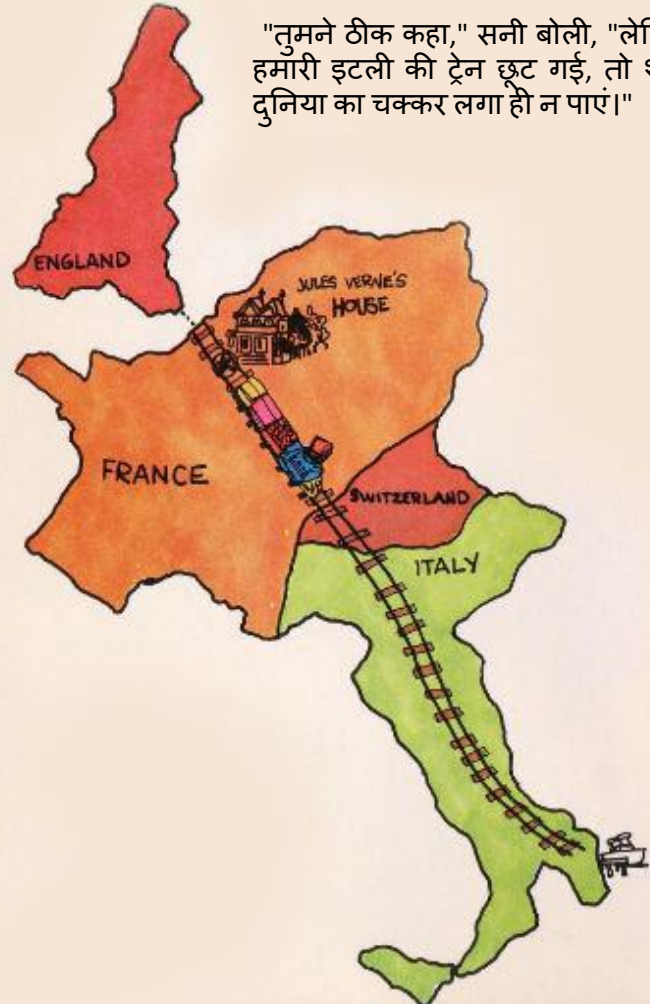 "तुमने ठीक कहा," सनी बोली, "लेकि
हमारी इटली की ट्रेन छूट गई, तो
दुनिया का चक्कर लगा ही न पाएं।"
ENGLAND
JULES VERNE'S
HOUSE
FRANCE
SWITZERLAND
ITALY